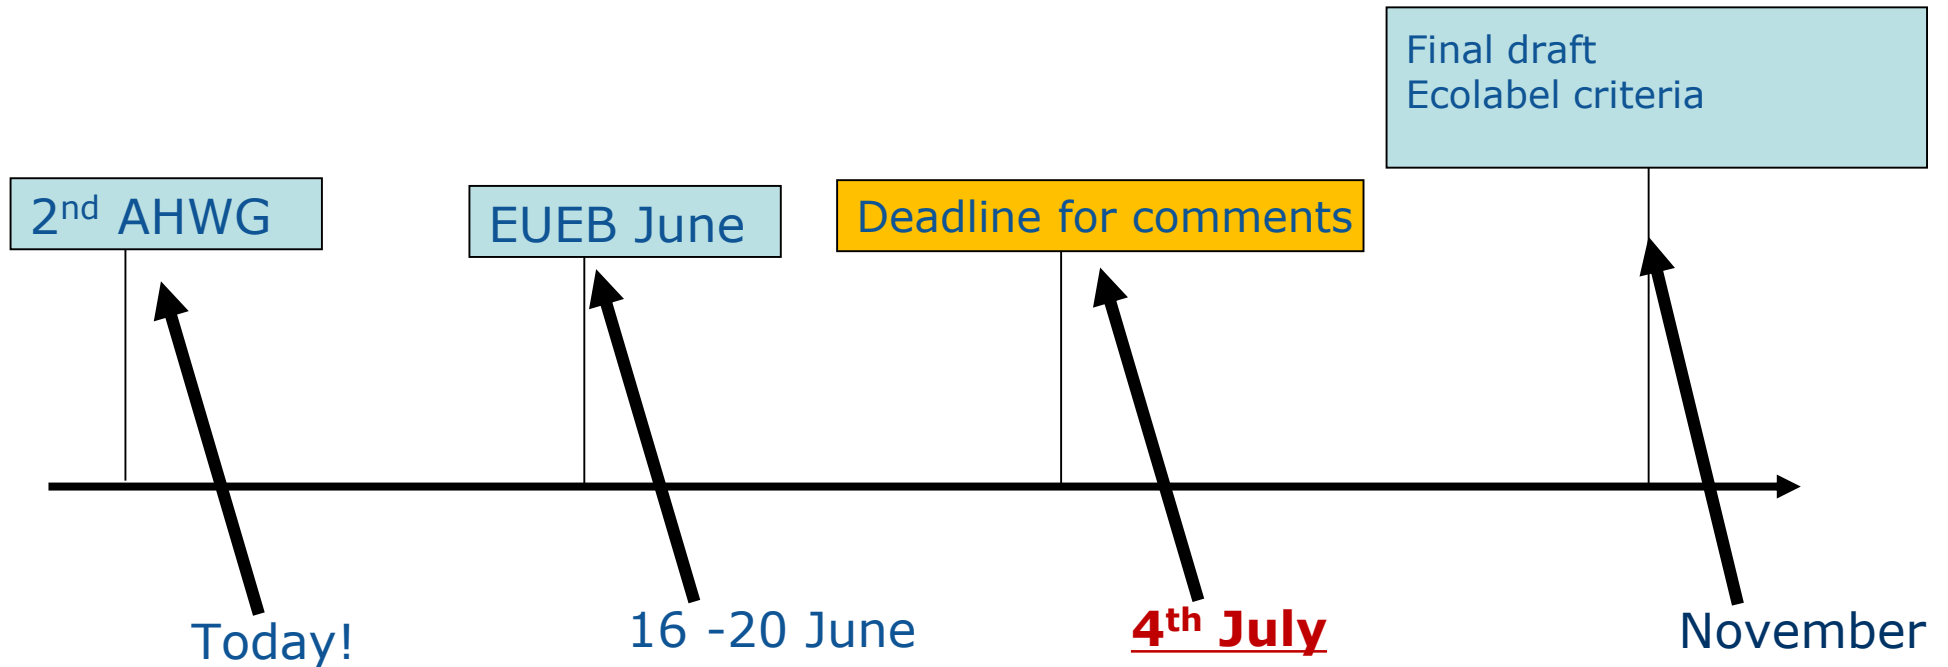 Final draft
Ecolabel criteria
2nd AHWG
EUEB June
Deadline for comments
Today!
16 -20 June
4th July
November